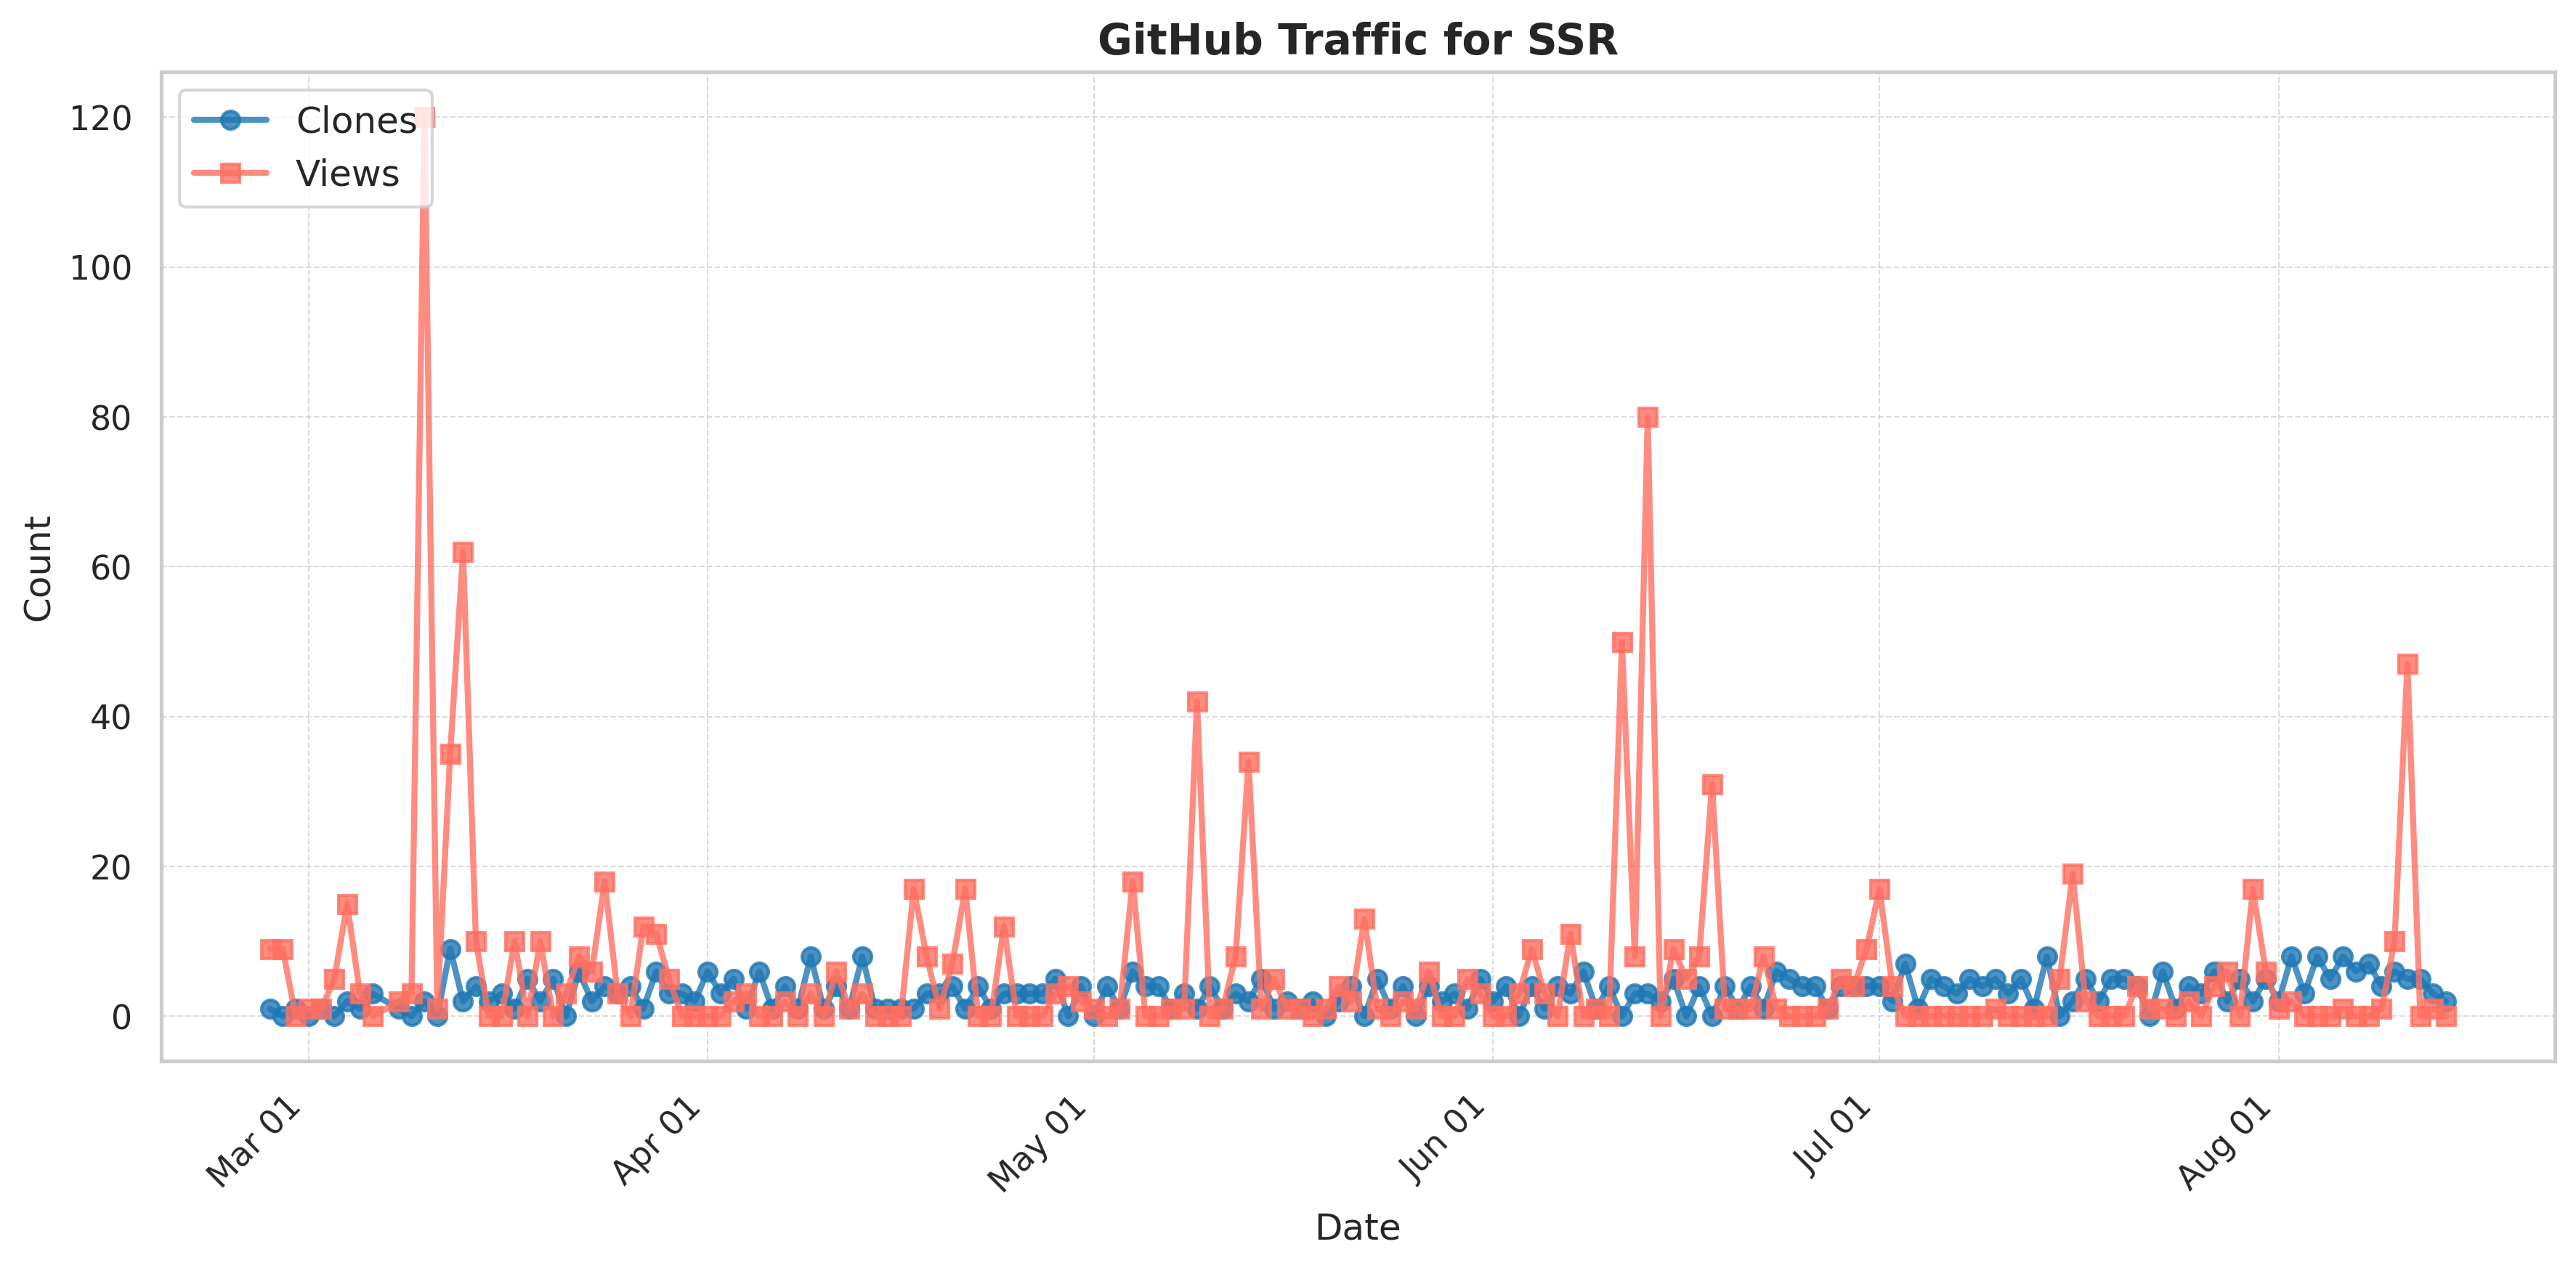 GitHub Traffic for SSR
Clones
Views
120
100
80
60
40
20
0
Count
Mar 01
Apr 01
May 01
Jun 01
Jul 01
Aug 01
Date